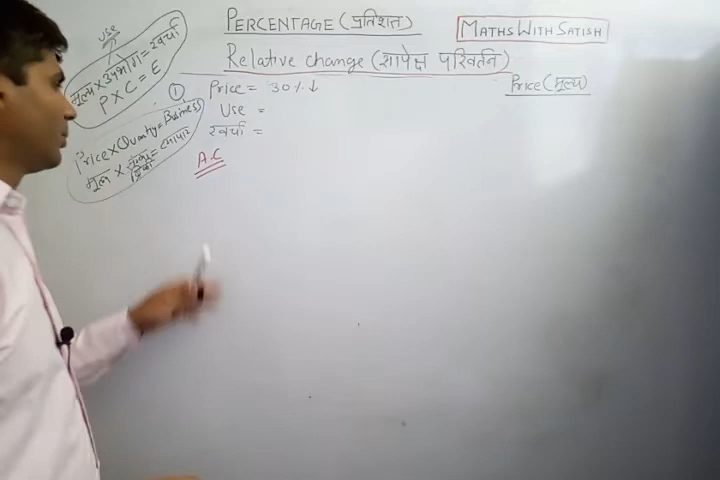 PERCENTAGE (प्रतिशत)
MATHS WITH SATISH
Relative change (सापेक्ष परिवर्तन)
Price (मूल्य)
use
मूल्य × उपभोग = खर्चा
P × C = E
Price × Quantity = Business
मूल्य × = व्यापार
① Price = 30%↓
Use =
खर्चा =
A.C